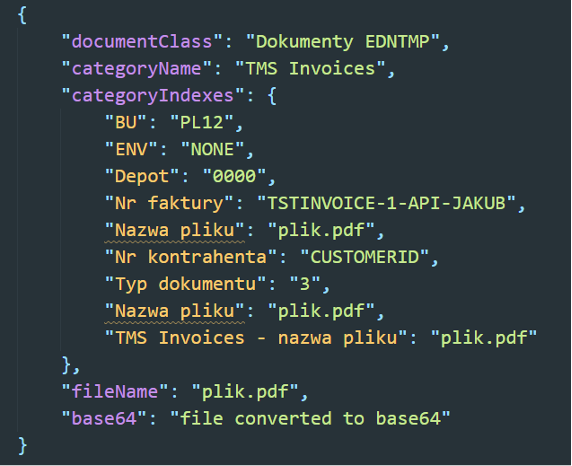 {
"documentClass": "Dokumenty EDNTMP",
"categoryName": "TMS Invoices",
"categoryIndexes": {
"BU": "PL12",
"ENV": "NONE",
"Depot": "0000",
"Nr faktury": "TSTINVOICE-1-API-JAKUB",
"Nazwa pliku": "plik.pdf",
"Nr kontrahenta": "CUSTOMERID",
"Typ dokumentu": "3",
"Nazwa pliku": "plik.pdf",
"TMS Invoices - nazwa pliku": "plik.pdf"
},
"fileName": "plik.pdf",
"base64": "file converted to base64"
}